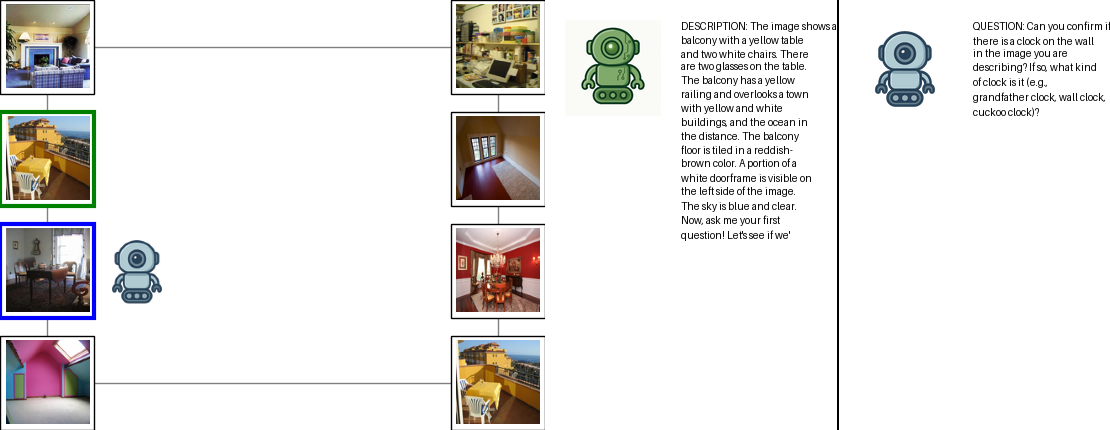 DESCRIPTION: The image shows a
balcony with a yellow table
and two white chairs. There
are two glasses on the table.
The balcony has a yellow
railing and overlooks a town
with yellow and white
buildings, and the ocean in
the distance. The balcony
floor is tiled in a reddish-
brown color. A portion of a
white doorframe is visible on
the left side of the image.
The sky is blue and clear.
Now, ask me your first
question! Let's see if we'
QUESTION: Can you confirm if
there is a clock on the wall
in the image you are
describing? If so, what kind
of clock is it (e.g.,
grandfather clock, wall clock,
cuckoo clock)?